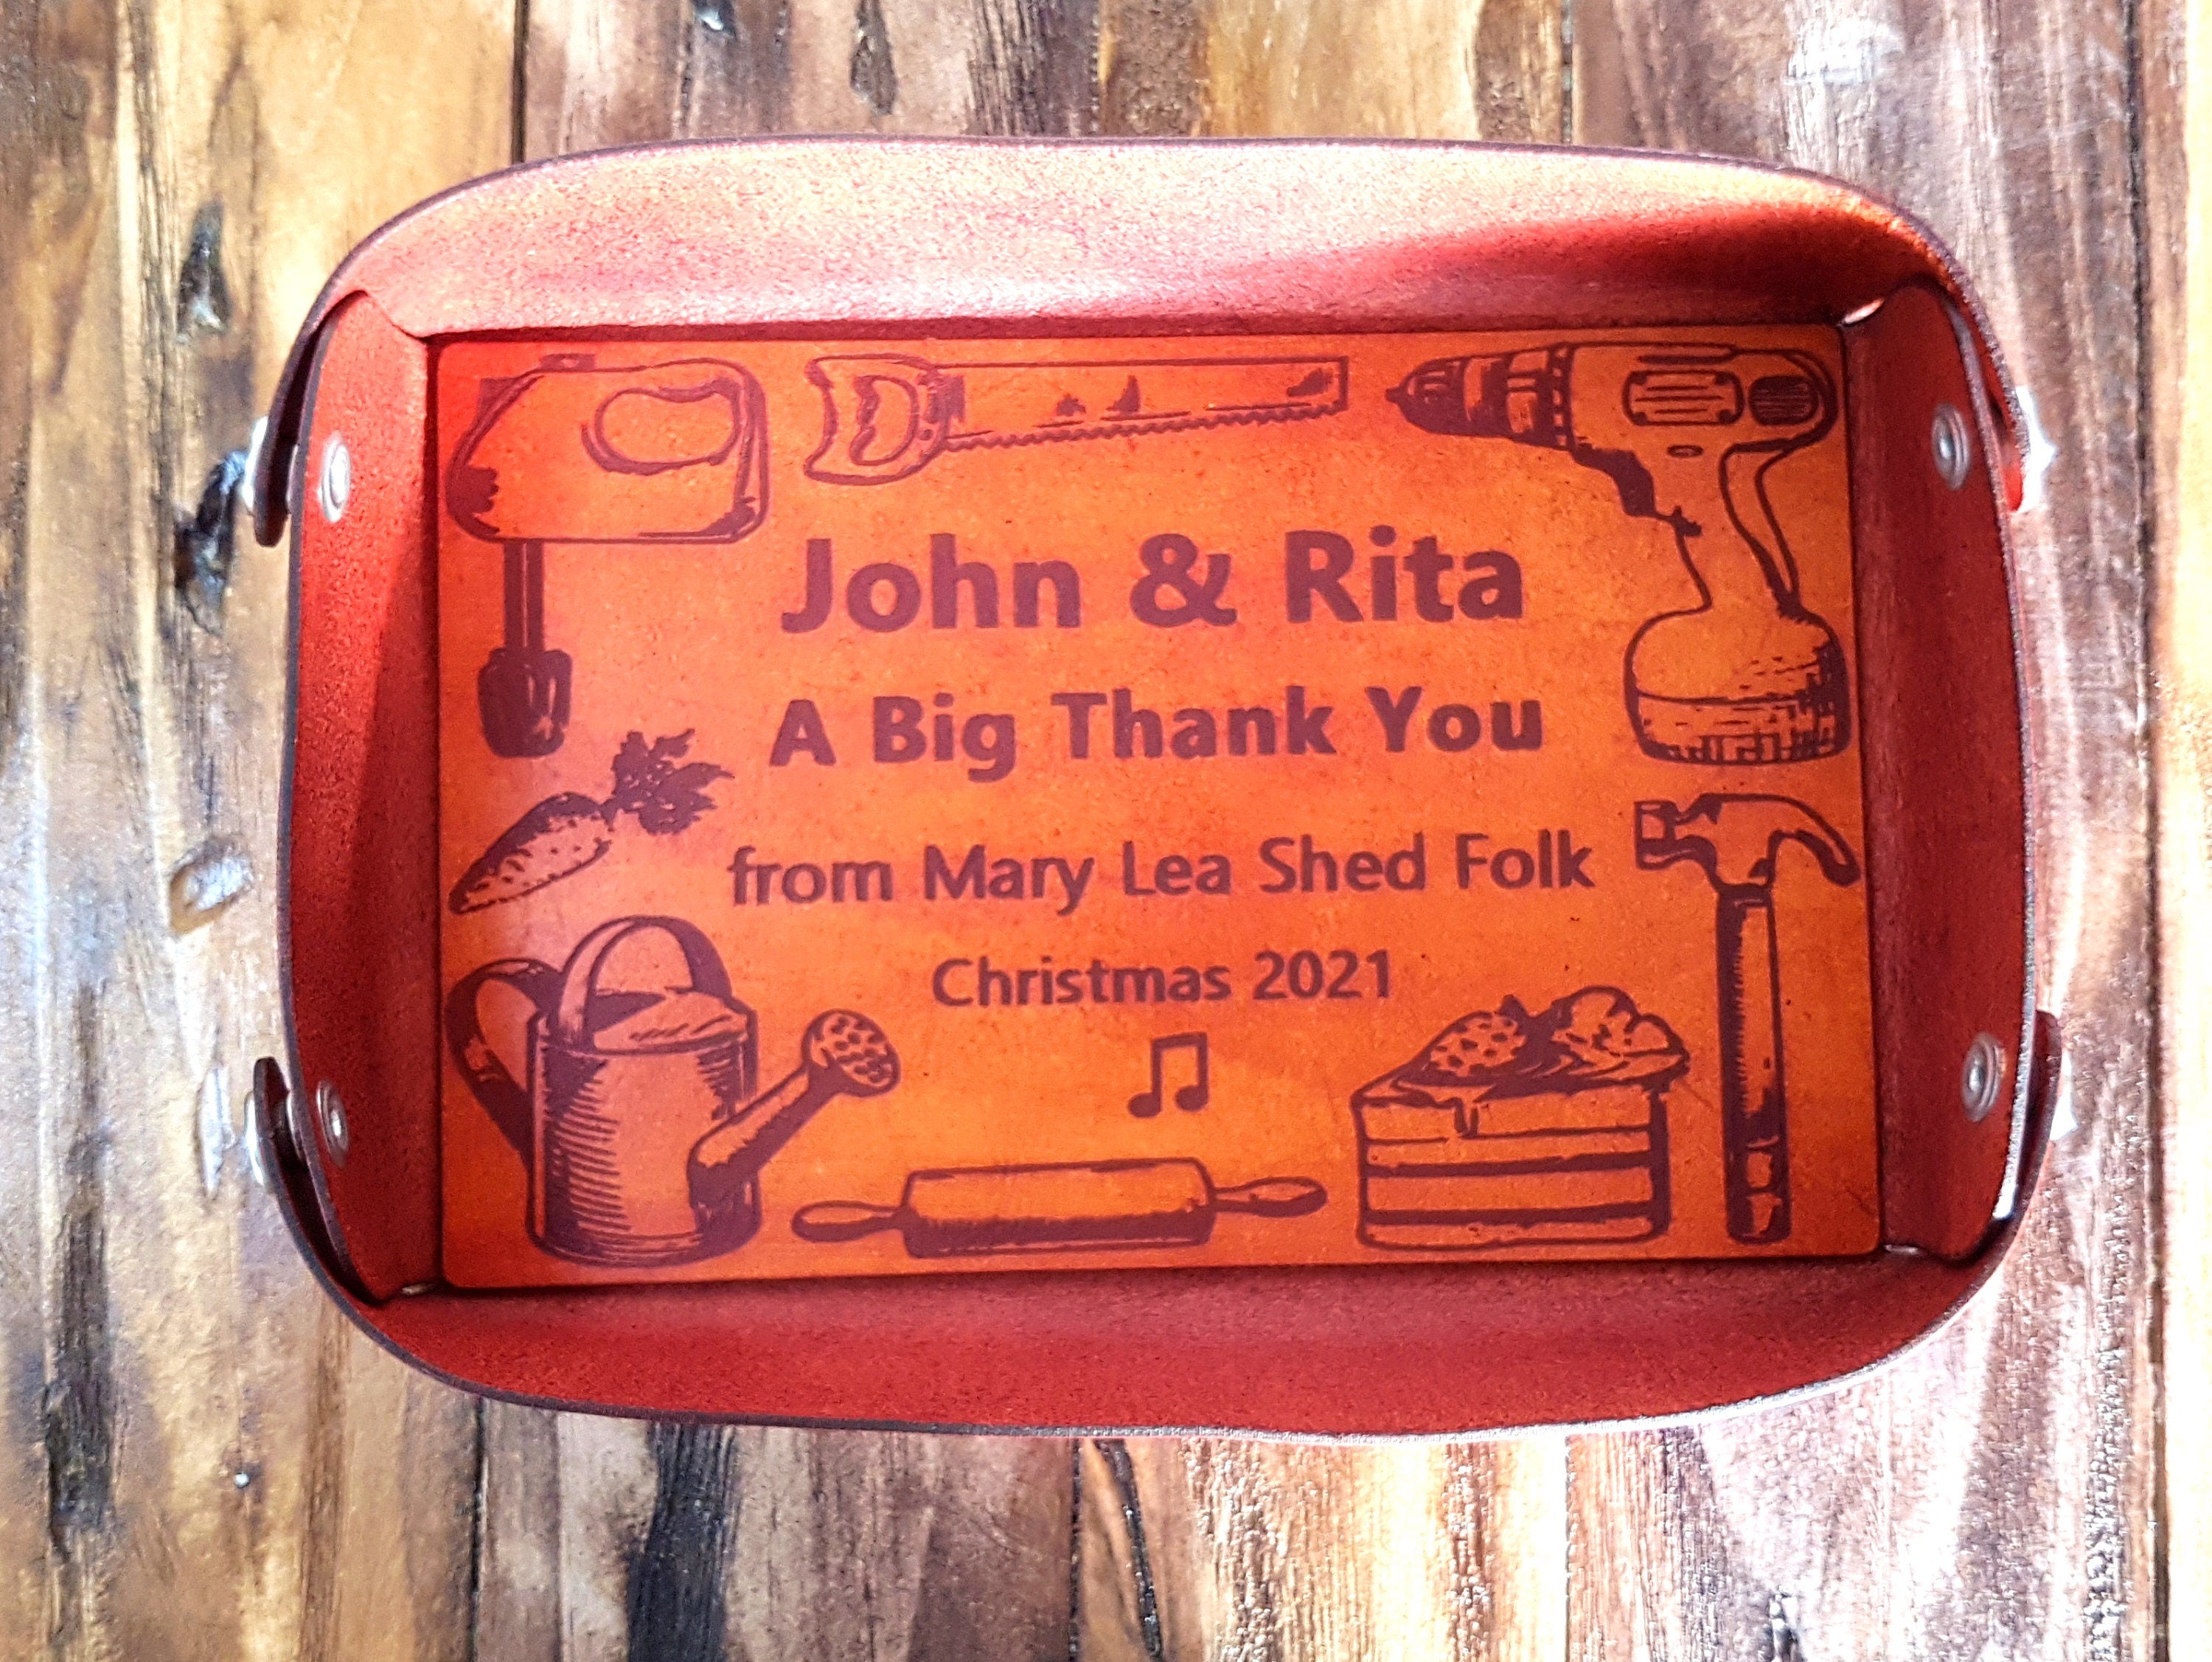 John & Rita
A Big Thank You
from Mary Lea Shed Folk
Christmas 2021